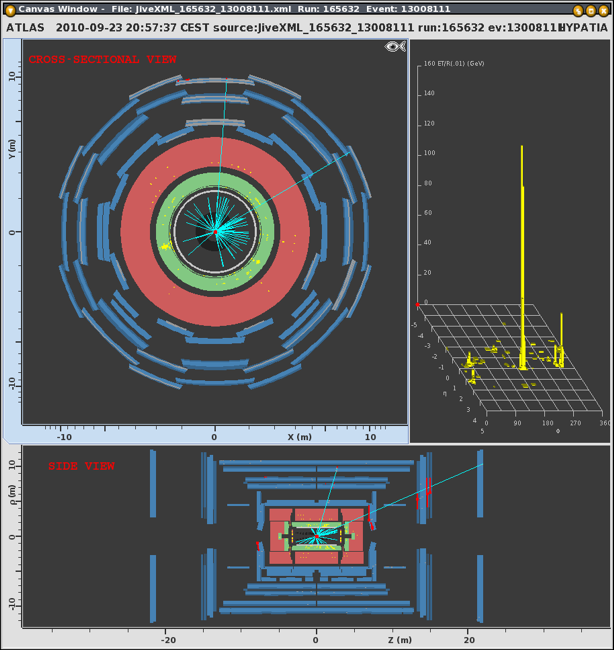 Canvas Window - File: JiveXML_165632_13008111.xml Run: 165632 Event: 13008111
ATLAS 2010-09-23 20:57:37 CEST source:JiveXML_165632_13008111 run:165632 ev:13008111 HYPATIA
CROSS-SECTIONAL VIEW
10
Y (m)
0
-10
-10 0 X (m) 10
160 ET/R(.01) (GeV)
140
120
100
80
60
40
20
0
-5
-4
-3
-2
-1
0
η 1
2
3
4
5
0 90 180 270 360
SIDE VIEW
10
ρ (m)
0
-10
-20 0 Z (m) 20